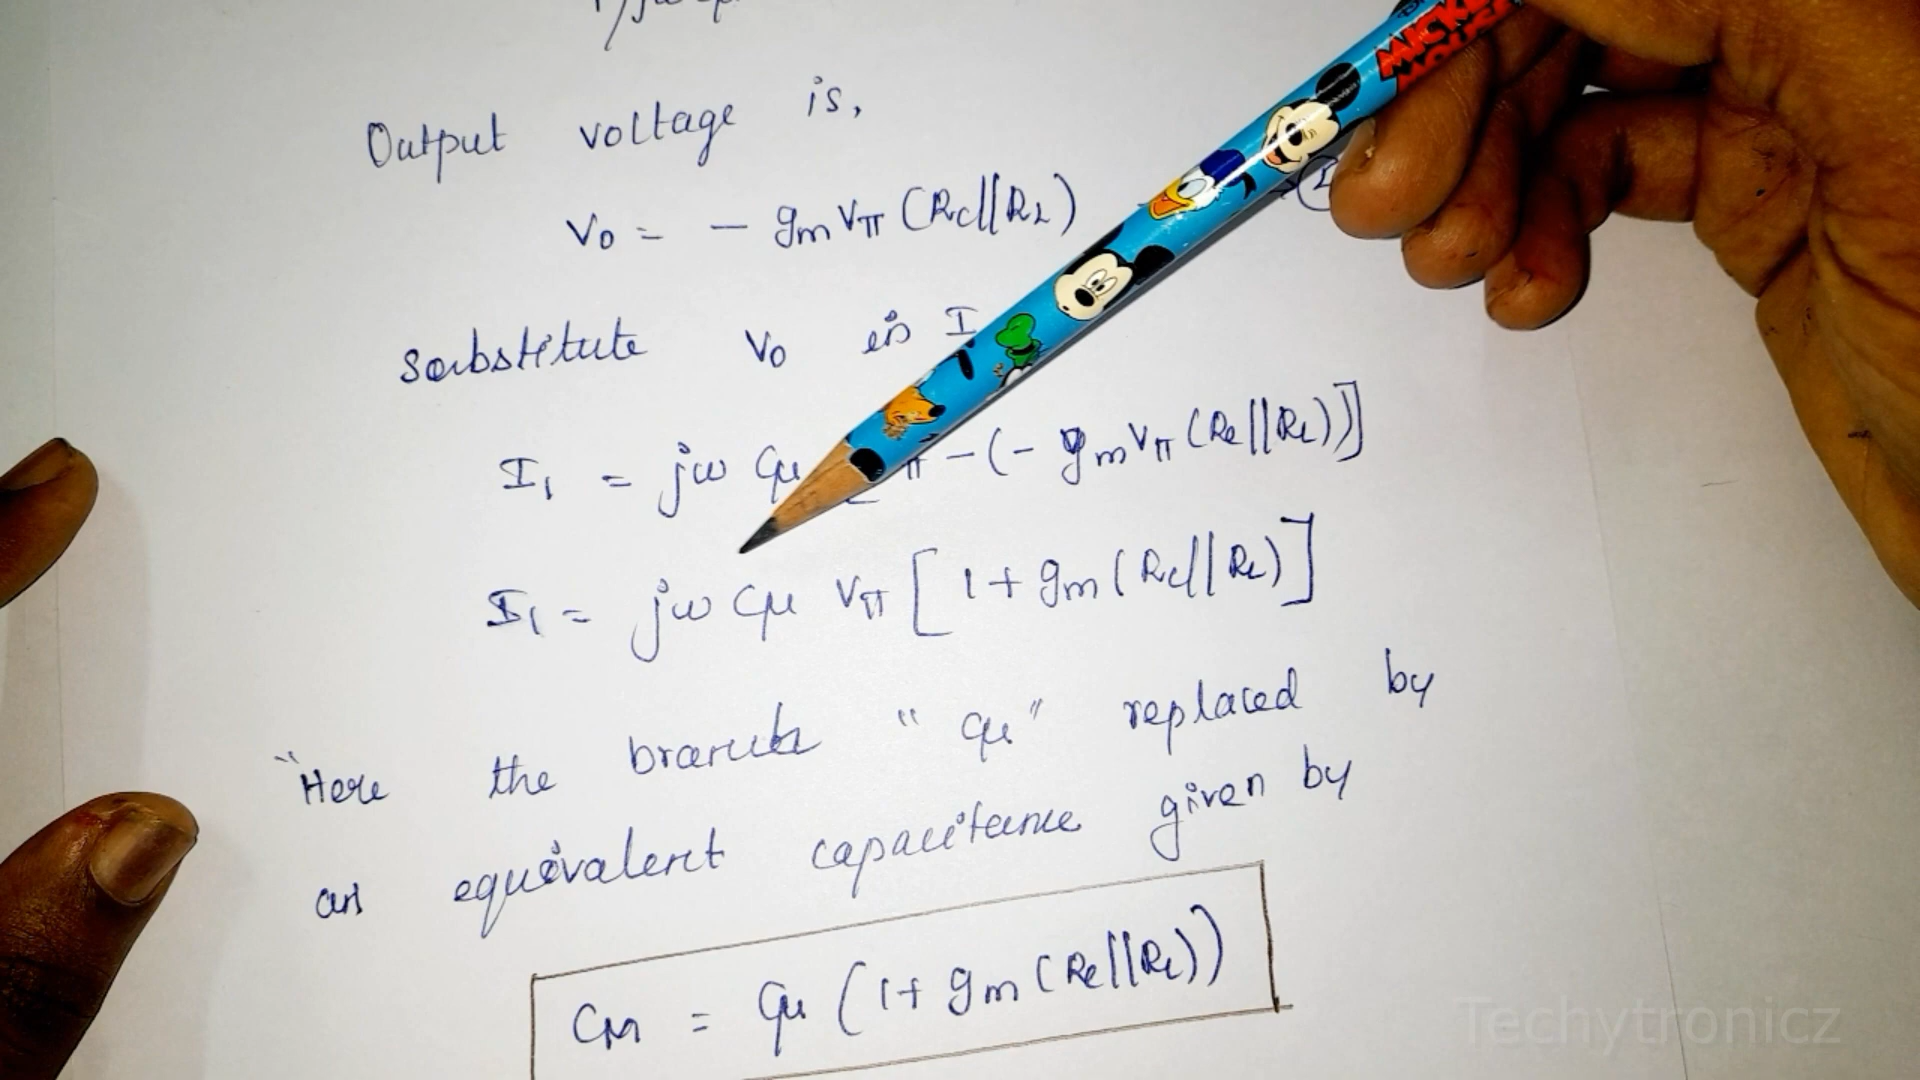 Output voltage is,
V0 = - gm Vπ (Rc||RL)
Substitute V0 in I
I1 = jω Cμ [ π - (- gm Vπ (Rc||RL))]
I1 = jω Cμ Vπ [ 1 + gm (Rc||RL) ]
"Here the branch "Cμ" replaced by
an equivalent capacitance given by
CM = Cμ (1+ gm (Rc||RL))
MICKEY MOUSE
Techytronicz